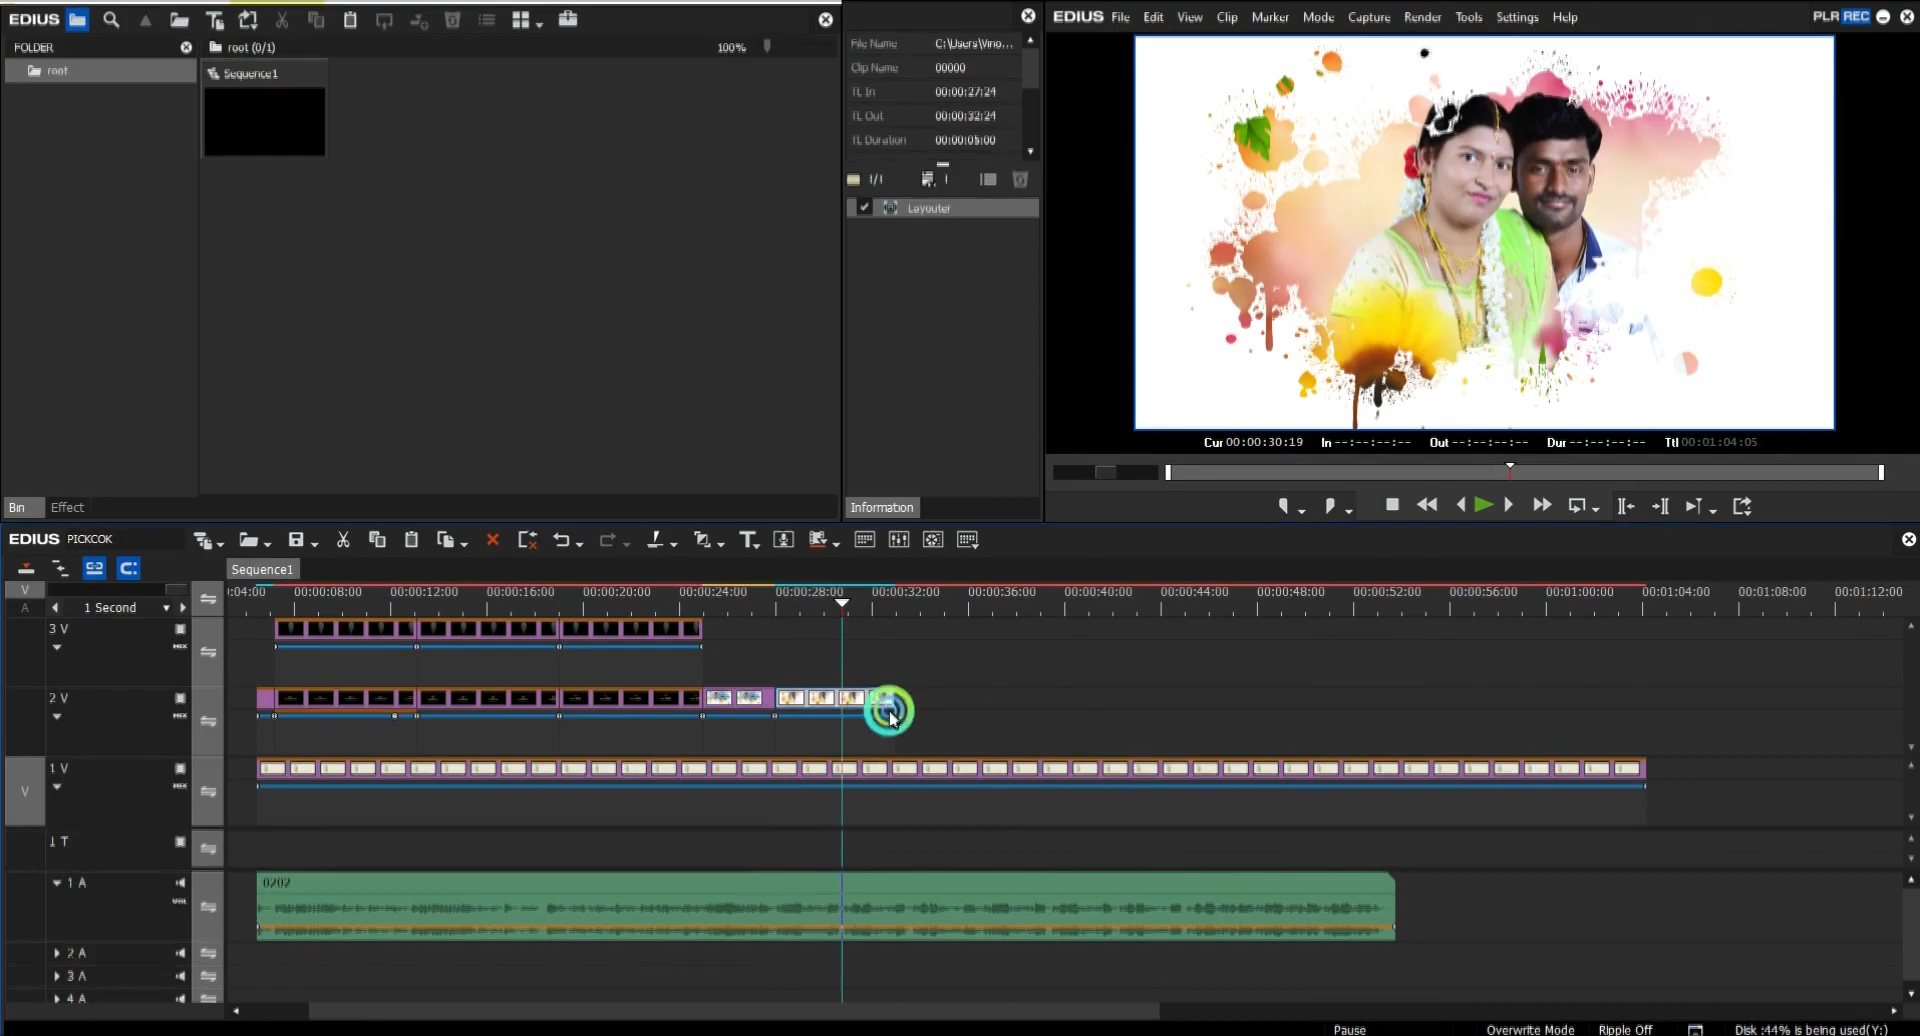 EDIUS
FOLDER
root
root (0/1)
100%
Sequence1
Bin
Effect
File Name C:\Users\Vino...
Clip Name 00000
TL In 00:00:27:24
TL Out 00:00:32:24
TL Duration 00:00:05:00
1/1
Layouter
Information
EDIUS File Edit View Clip Marker Mode Capture Render Tools Settings Help
PLR REC
Cur 00:00:30:19 In --:--:--:-- Out --:--:--:-- Dur --:--:--:-- Ttl 00:01:04:05
EDIUS PICKCOK
Sequence1
V
A
1 Second
:04:00 00:00:08:00 00:00:12:00 00:00:16:00 00:00:20:00 00:00:24:00 00:00:28:00 00:00:32:00 00:00:36:00 00:00:40:00 00:00:44:00 00:00:48:00 00:00:52:00 00:00:56:00 00:01:00:00 00:01:04:00 00:01:08:00 00:01:12:00
3 V
MIX
2 V
MIX
1 V
V
MIX
1 T
1 A
0202
VOL
2 A
3 A
4 A
Pause
Overwrite Mode
Ripple Off
Disk :44% is being used(Y:)